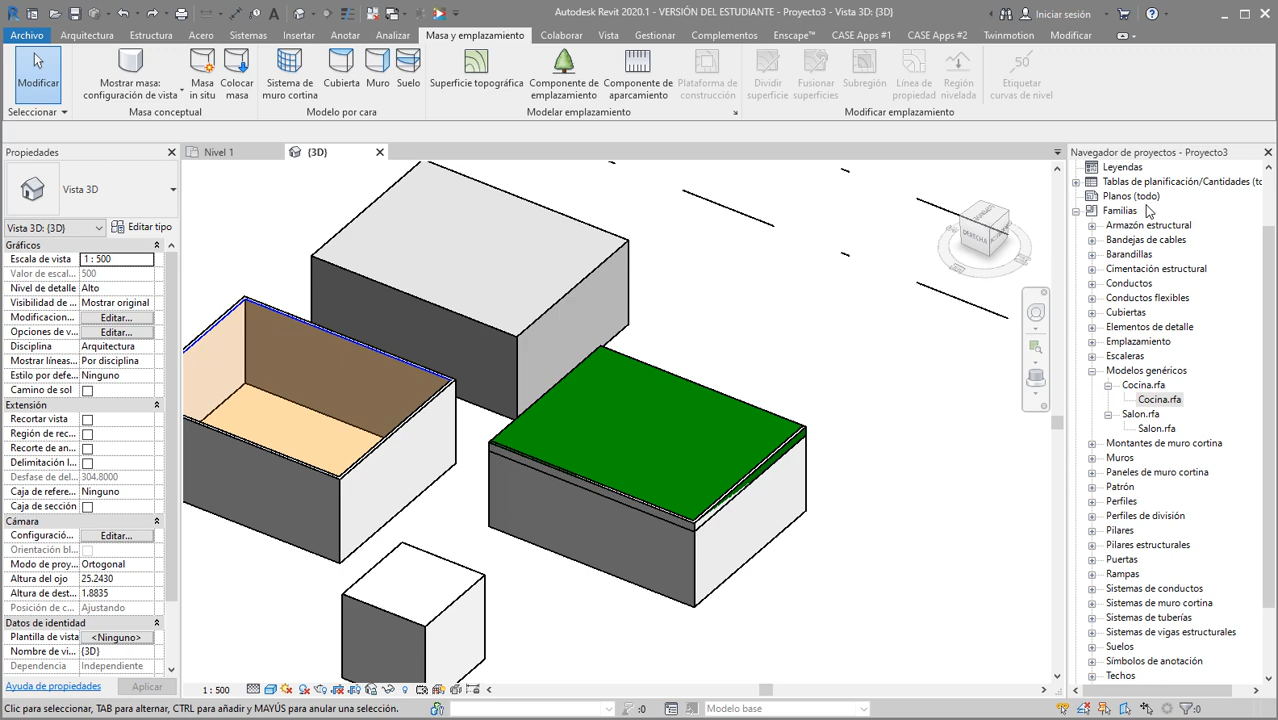 Autodesk Revit 2020.1 - VERSIÓN DEL ESTUDIANTE - Proyecto3 - Vista 3D: {3D}
Iniciar sesión
Archivo Arquitectura Estructura Acero Sistemas Insertar Anotar Analizar Masa y emplazamiento Colaborar Vista Gestionar Complementos Enscape™ CASE Apps #1 CASE Apps #2 Twinmotion Modificar
Modificar
Mostrar masa:
configuración de vista
Masa
in situ
Colocar
masa
Sistema de
muro cortina
Cubierta
Muro
Suelo
Superficie topográfica
Componente de
emplazamiento
Componente de
aparcamiento
Plataforma de
construcción
Dividir
superficie
Fusionar
superficies
Subregión
Línea de
propiedad
Región
nivelada
50
Etiquetar
curvas de nivel
Seleccionar
Masa conceptual
Modelo por cara
Modelar emplazamiento
Modificar emplazamiento
Propiedades
Vista 3D
Vista 3D: {3D}
Editar tipo
Gráficos
Escala de vista 1 : 500
Valor de escal... 500
Nivel de detalle Alto
Visibilidad de ... Mostrar original
Modificacion... Editar...
Opciones de v... Editar...
Disciplina Arquitectura
Mostrar líneas... Por disciplina
Estilo por defe... Ninguno
Camino de sol
Extensión
Recortar vista
Región de rec...
Recorte de an...
Delimitación l...
Desfase de del... 304.8000
Caja de refere... Ninguno
Caja de sección
Cámara
Configuració... Editar...
Orientación bl...
Modo de proy... Ortogonal
Altura del ojo 25.2430
Altura de dest... 1.8835
Posición de c... Ajustando
Datos de identidad
Plantilla de vista <Ninguno>
Nombre de vi... {3D}
Dependencia Independiente
Ayuda de propiedades
Aplicar
Nivel 1
{3D}
DERECHA
Navegador de proyectos - Proyecto3
Leyendas
Tablas de planificación/Cantidades (to
Planos (todo)
Familias
Armazón estructural
Bandejas de cables
Barandillas
Cimentación estructural
Conductos
Conductos flexibles
Cubiertas
Elementos de detalle
Emplazamiento
Escaleras
Modelos genéricos
Cocina.rfa
Cocina.rfa
Salon.rfa
Salon.rfa
Montantes de muro cortina
Muros
Paneles de muro cortina
Patrón
Perfiles
Perfiles de división
Pilares
Pilares estructurales
Puertas
Rampas
Sistemas de conductos
Sistemas de muro cortina
Sistemas de tuberías
Sistemas de vigas estructurales
Suelos
Símbolos de anotación
Techos
1 : 500
Clic para seleccionar, TAB para alternar, CTRL para añadir y MAYÚS para anular una selección.
:0
Modelo base
:0